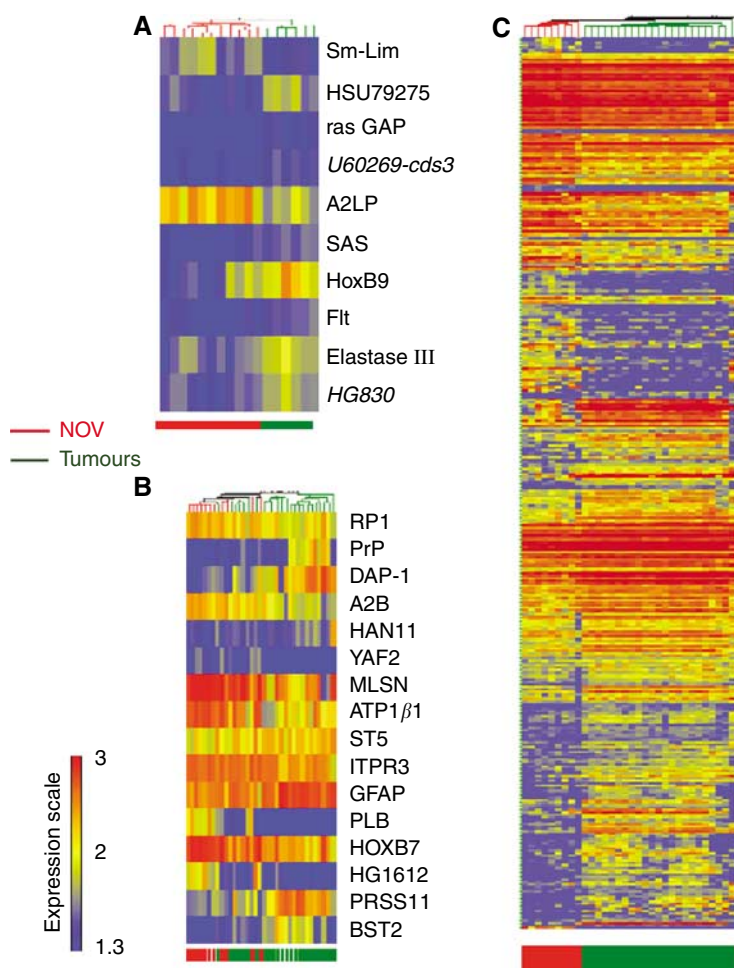 A
Sm-Lim
HSU79275
ras GAP
U60269-cds3
A2LP
SAS
HoxB9
Flt
Elastase III
HG830
NOV
Tumours
B
RP1
PrP
DAP-1
A2B
HAN11
YAF2
MLSN
ATP1β1
ST5
ITPR3
GFAP
PLB
HOXB7
HG1612
PRSS11
BST2
Expression scale
3
2
1.3
C